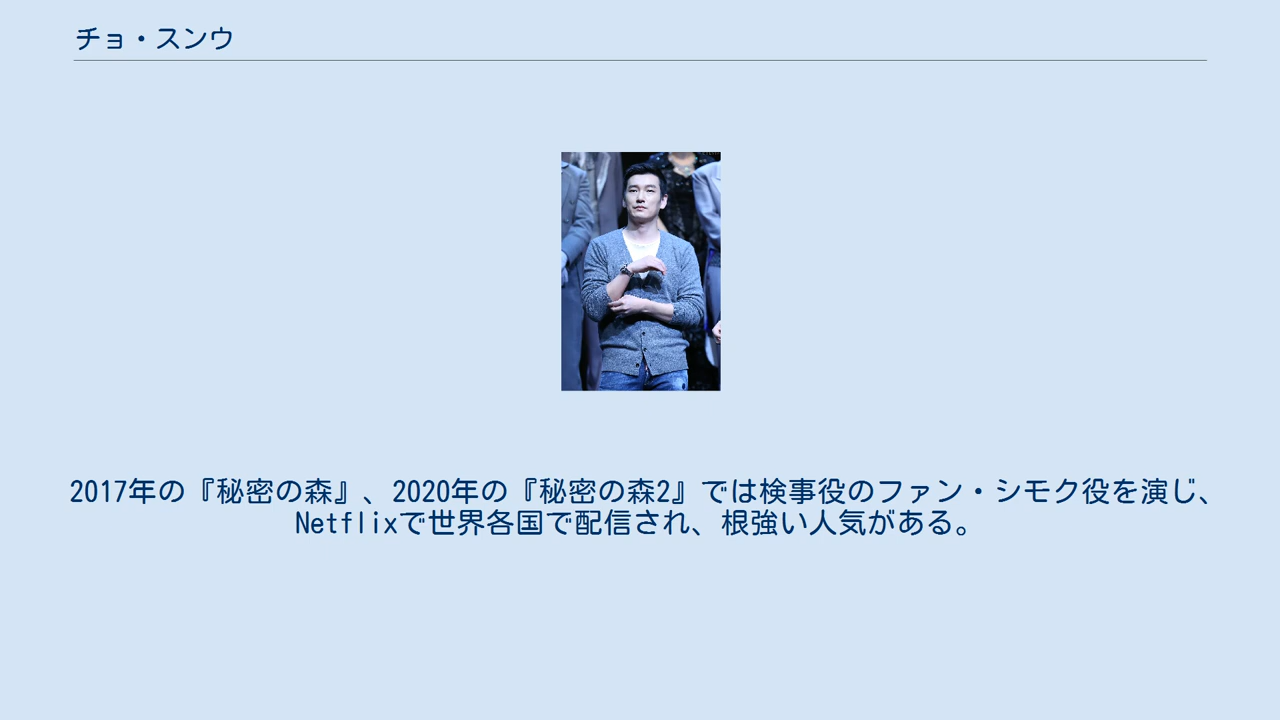 チョ・スンウ
2017年の『秘密の森』、2020年の『秘密の森2』では検事役のファン・シモク役を演じ、
Netflixで世界各国で配信され、根強い人気がある。